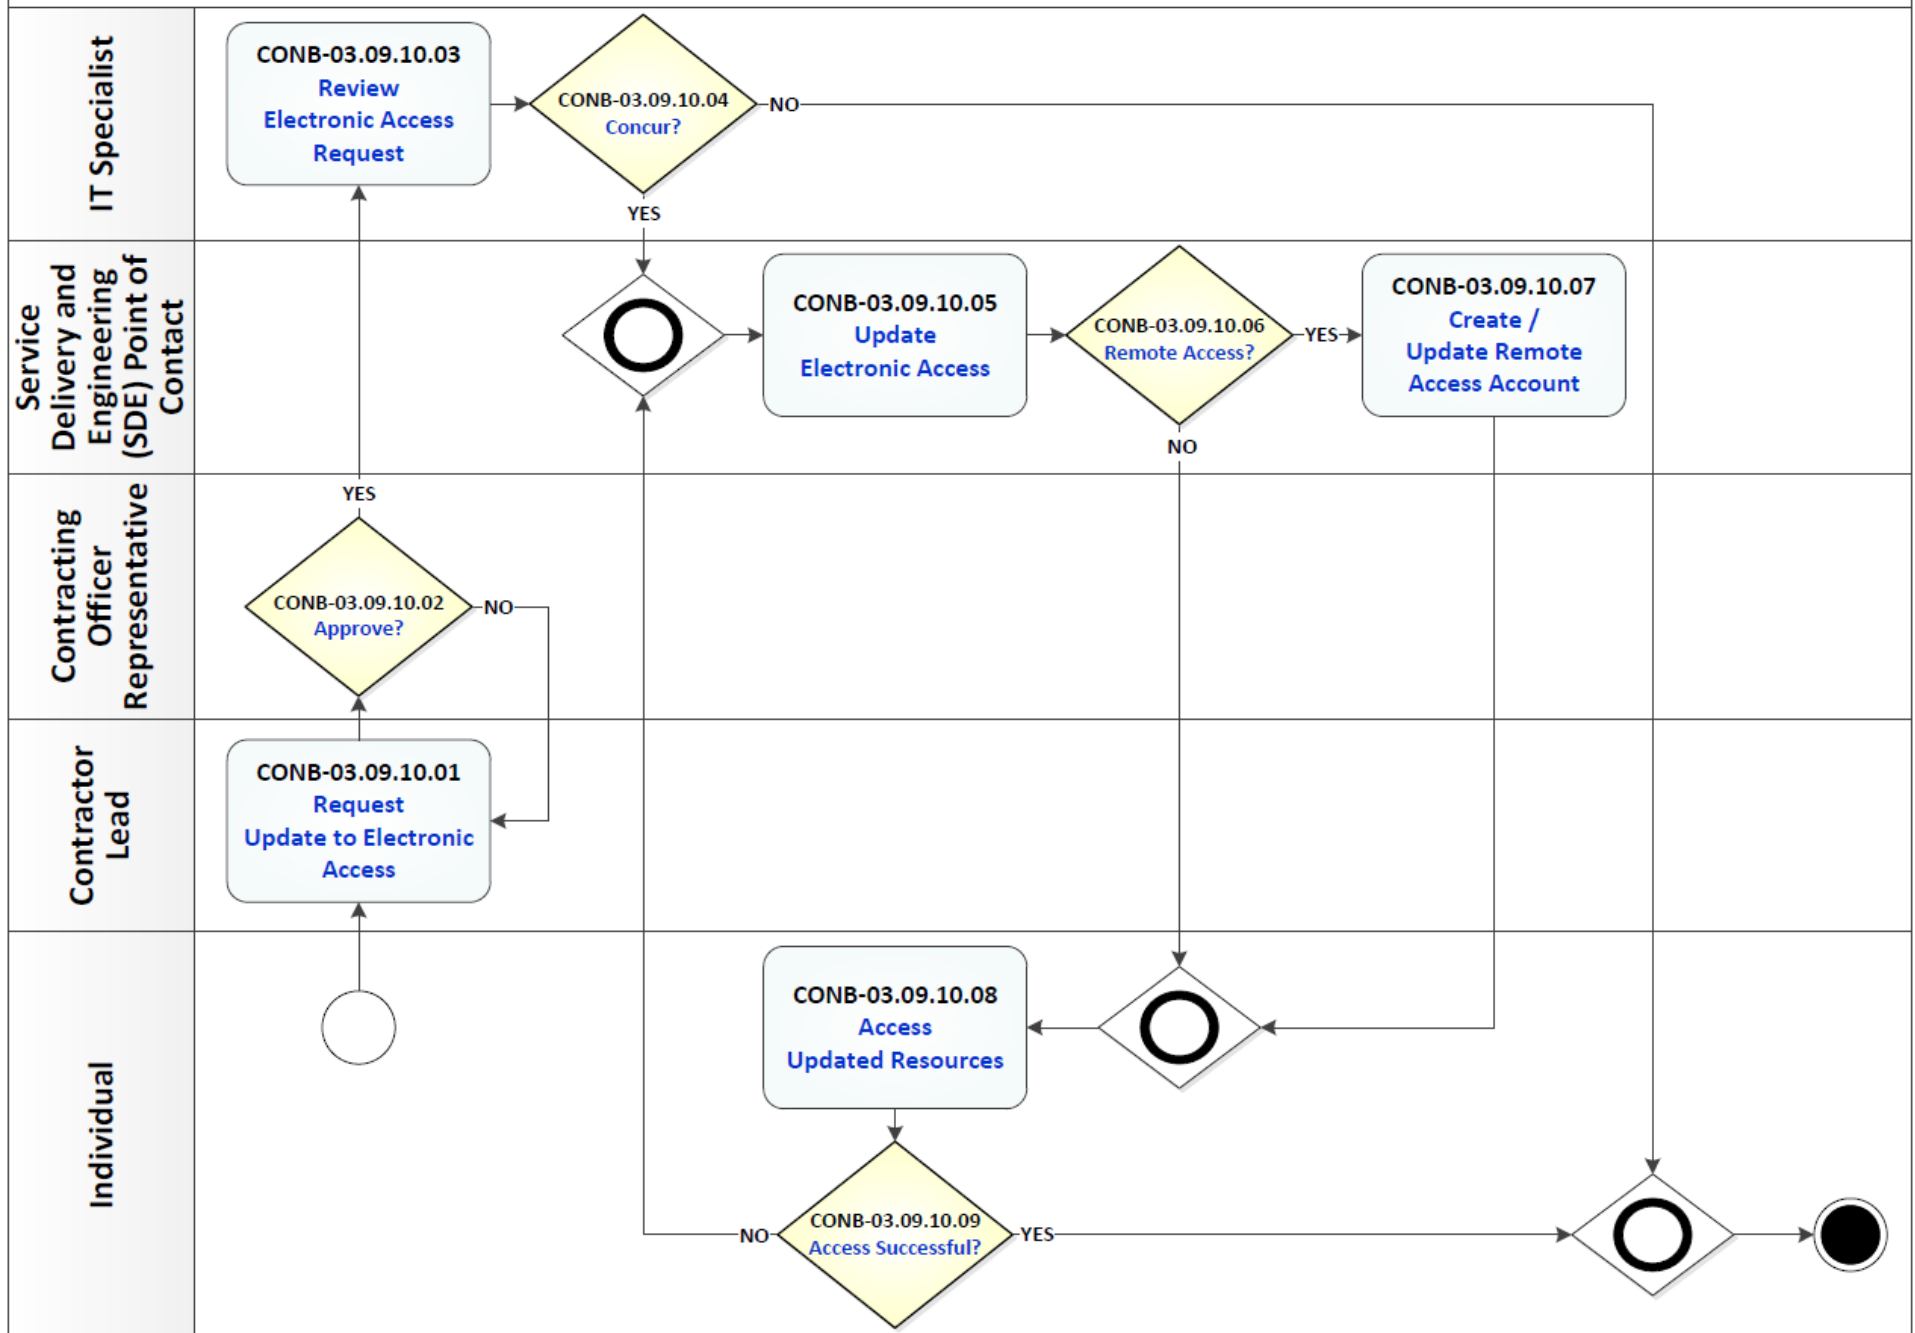 IT Specialist
CONB-03.09.10.03
Review
Electronic Access
Request
CONB-03.09.10.04
Concur?
NO
YES
Service
Delivery and
Engineering
(SDE) Point of
Contact
CONB-03.09.10.05
Update
Electronic Access
CONB-03.09.10.06
Remote Access?
YES
NO
CONB-03.09.10.07
Create /
Update Remote
Access Account
Contracting
Officer
Representative
YES
CONB-03.09.10.02
Approve?
NO
Contractor
Lead
CONB-03.09.10.01
Request
Update to Electronic
Access
Individual
CONB-03.09.10.08
Access
Updated Resources
NO
CONB-03.09.10.09
Access Successful?
YES